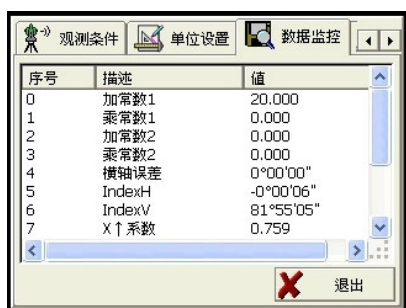 观测条件 单位设置 数据监控
序号 描述 值
0 加常数1 20.000
1 乘常数1 0.000
2 加常数2 0.000
3 乘常数2 0.000
4 横轴误差 0°00'00"
5 IndexH -0°00'06"
6 IndexV 81°55'05"
7 X↑系数 0.759
退出